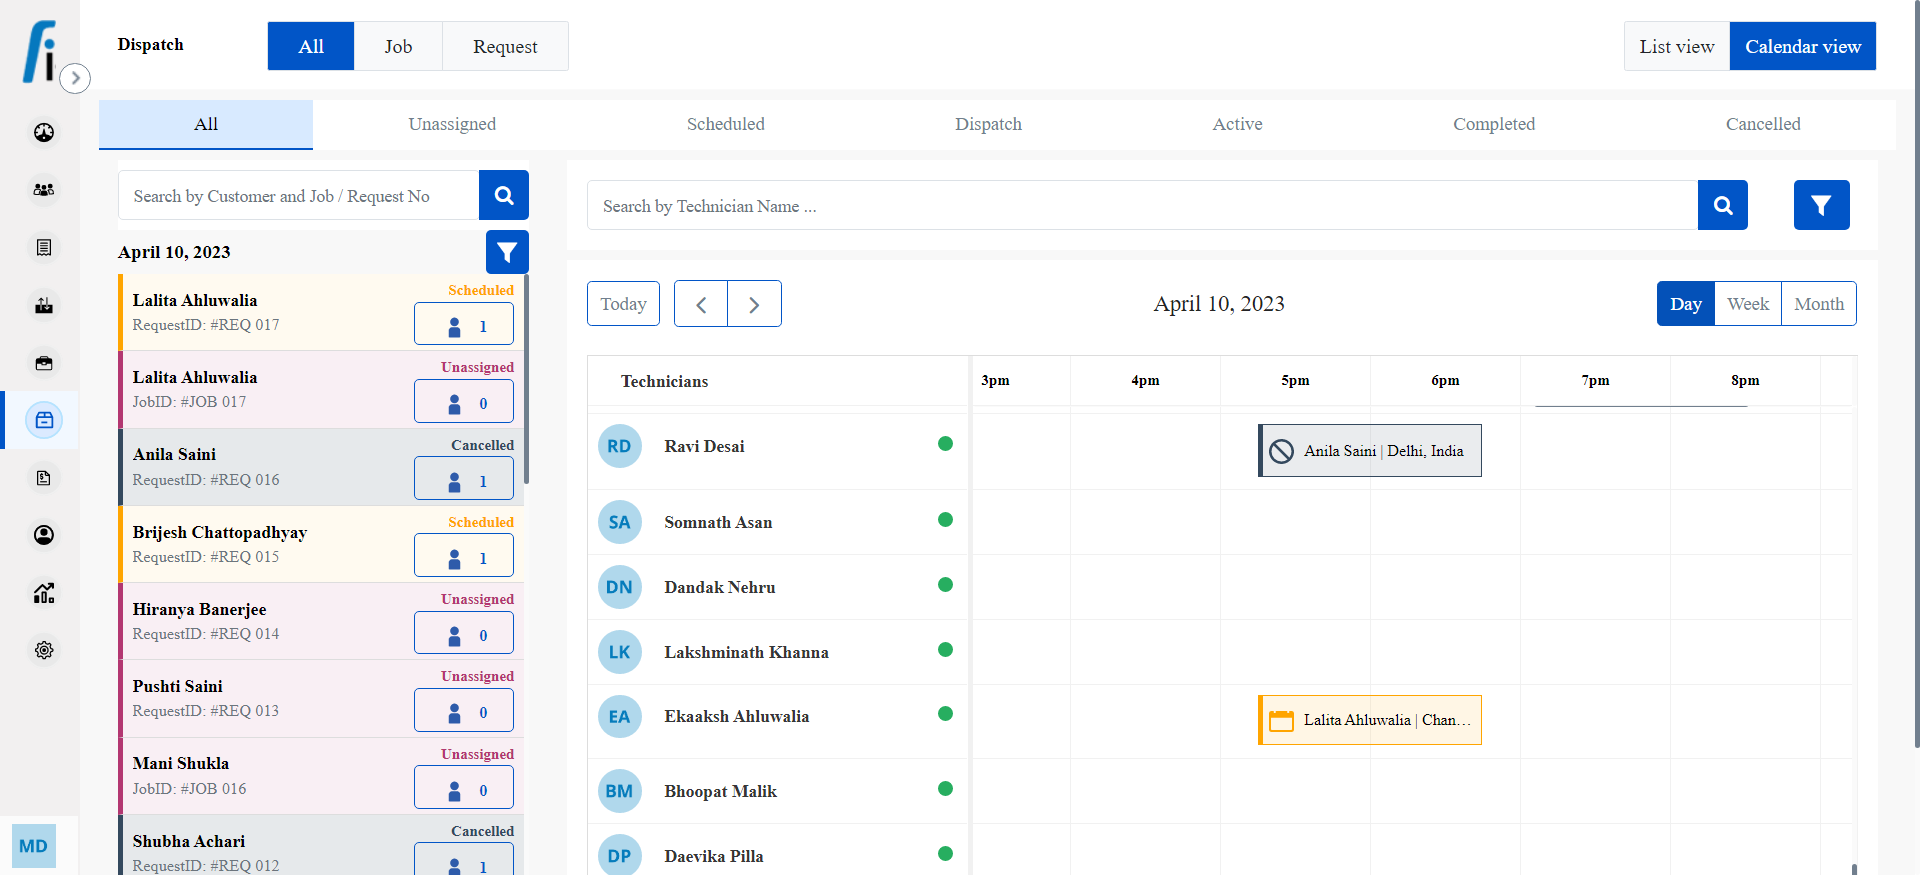 Dispatch
All
Job
Request
List view
Calendar view
All
Unassigned
Scheduled
Dispatch
Active
Completed
Cancelled
Search by Customer and Job / Request No
April 10, 2023
Lalita Ahluwalia
Scheduled
RequestID: #REQ 017
1
Lalita Ahluwalia
Unassigned
JobID: #JOB 017
0
Anila Saini
Cancelled
RequestID: #REQ 016
1
Brijesh Chattopadhyay
Scheduled
RequestID: #REQ 015
1
Hiranya Banerjee
Unassigned
RequestID: #REQ 014
0
Pushti Saini
Unassigned
RequestID: #REQ 013
0
Mani Shukla
Unassigned
JobID: #JOB 016
0
Shubha Achari
Cancelled
RequestID: #REQ 012
1
MD
Search by Technician Name ...
Today
April 10, 2023
Day
Week
Month
Technicians
3pm
4pm
5pm
6pm
7pm
8pm
RD
Ravi Desai
Anila Saini | Delhi, India
SA
Somnath Asan
DN
Dandak Nehru
LK
Lakshminath Khanna
EA
Ekaaksh Ahluwalia
Lalita Ahluwalia | Chan...
BM
Bhoopat Malik
DP
Daevika Pilla